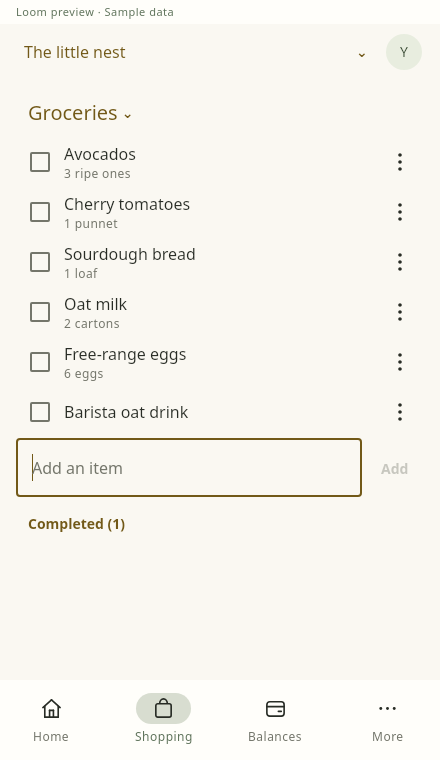 Loom preview · Sample data
The little nest
Y
Groceries
Avocados
3 ripe ones
Cherry tomatoes
1 punnet
Sourdough bread
1 loaf
Oat milk
2 cartons
Free-range eggs
6 eggs
Barista oat drink
Add an item
Add
Completed (1)
Home
Shopping
Balances
More